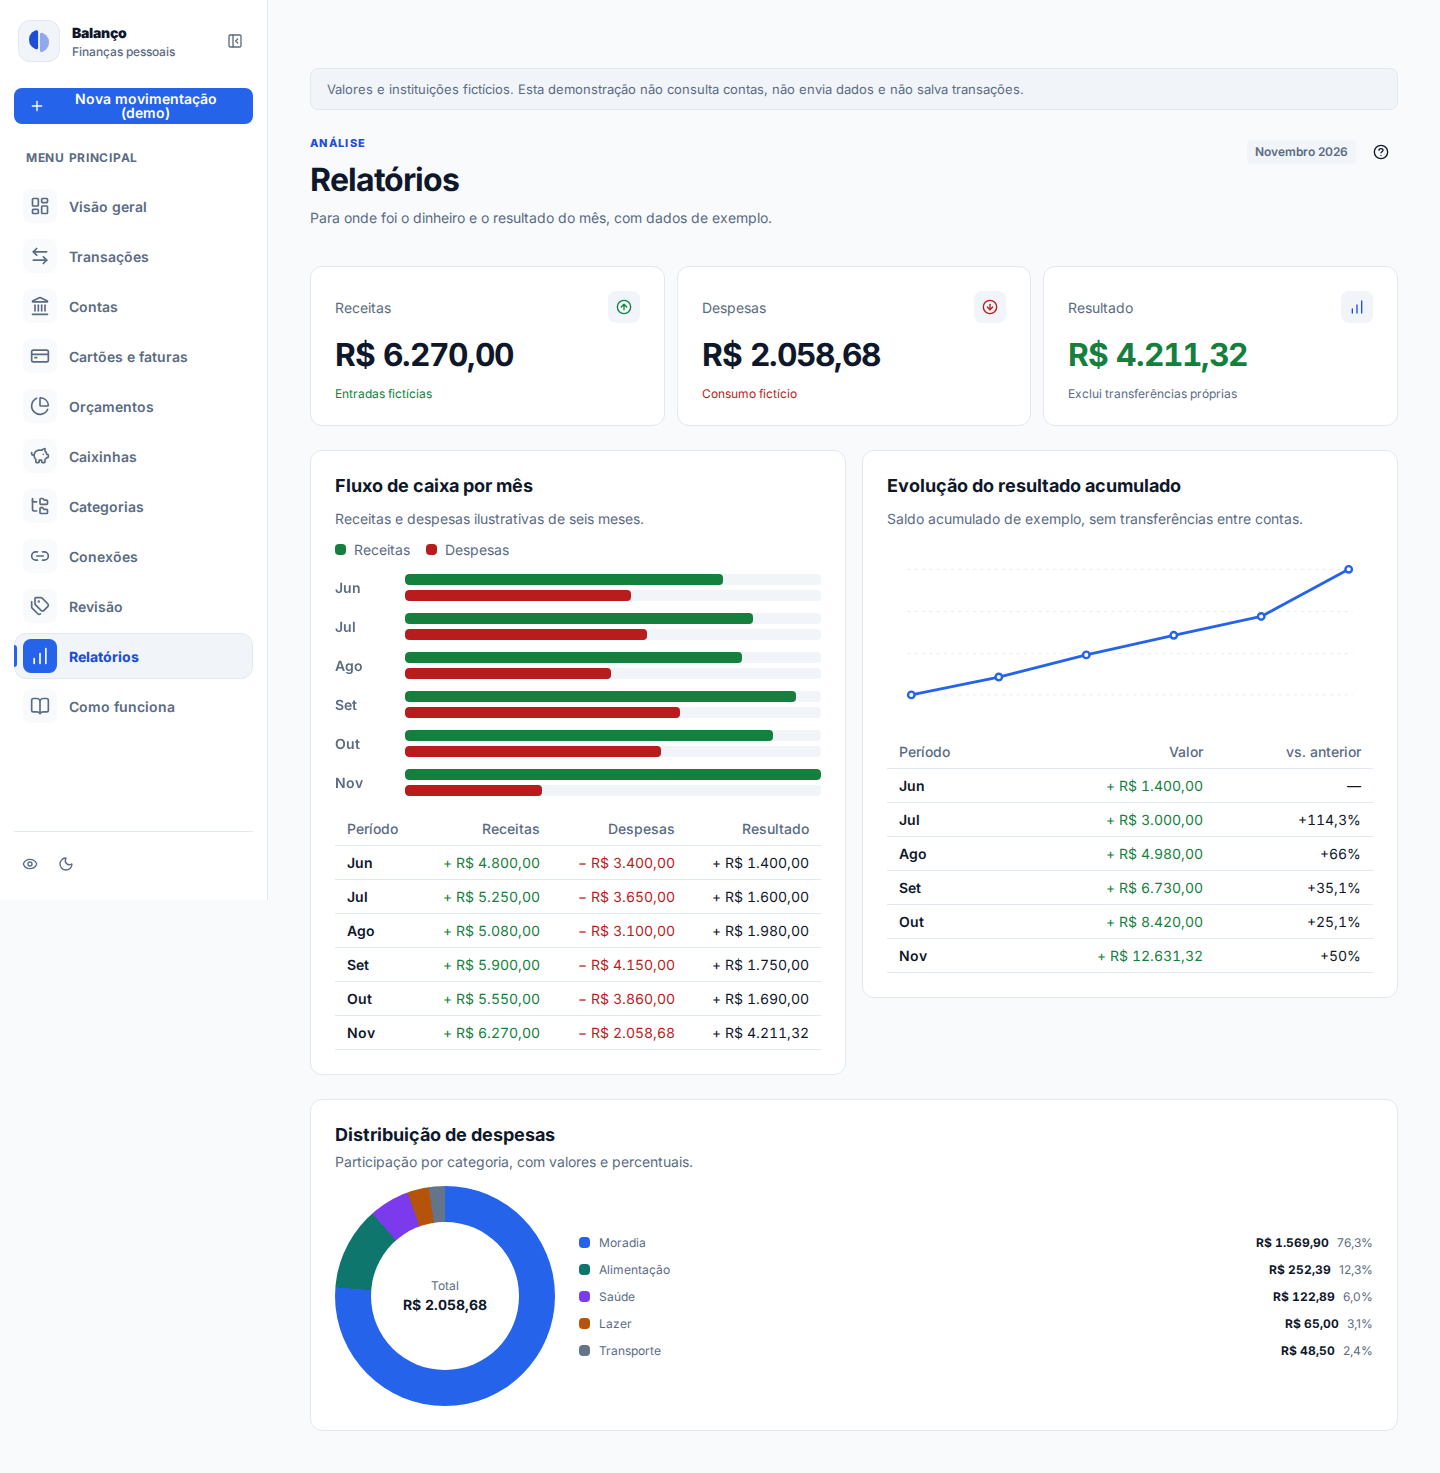 Balanço
Finanças pessoais
Nova movimentação
(demo)
MENU PRINCIPAL
Visão geral
Transações
Contas
Cartões e faturas
Orçamentos
Caixinhas
Categorias
Conexões
Revisão
Relatórios
Como funciona
Valores e instituições fictícios. Esta demonstração não consulta contas, não envia dados e não salva transações.
ANÁLISE
Relatórios
Para onde foi o dinheiro e o resultado do mês, com dados de exemplo.
Novembro 2026
Receitas
R$ 6.270,00
Entradas fictícias
Despesas
R$ 2.058,68
Consumo fictício
Resultado
R$ 4.211,32
Exclui transferências próprias
Fluxo de caixa por mês
Receitas e despesas ilustrativas de seis meses.
Receitas Despesas
Jun
Jul
Ago
Set
Out
Nov
Período Receitas Despesas Resultado
Jun + R$ 4.800,00 − R$ 3.400,00 + R$ 1.400,00
Jul + R$ 5.250,00 − R$ 3.650,00 + R$ 1.600,00
Ago + R$ 5.080,00 − R$ 3.100,00 + R$ 1.980,00
Set + R$ 5.900,00 − R$ 4.150,00 + R$ 1.750,00
Out + R$ 5.550,00 − R$ 3.860,00 + R$ 1.690,00
Nov + R$ 6.270,00 − R$ 2.058,68 + R$ 4.211,32
Evolução do resultado acumulado
Saldo acumulado de exemplo, sem transferências entre contas.
Período Valor vs. anterior
Jun + R$ 1.400,00 —
Jul + R$ 3.000,00 +114,3%
Ago + R$ 4.980,00 +66%
Set + R$ 6.730,00 +35,1%
Out + R$ 8.420,00 +25,1%
Nov + R$ 12.631,32 +50%
Distribuição de despesas
Participação por categoria, com valores e percentuais.
Total
R$ 2.058,68
Moradia R$ 1.569,90 76,3%
Alimentação R$ 252,39 12,3%
Saúde R$ 122,89 6,0%
Lazer R$ 65,00 3,1%
Transporte R$ 48,50 2,4%